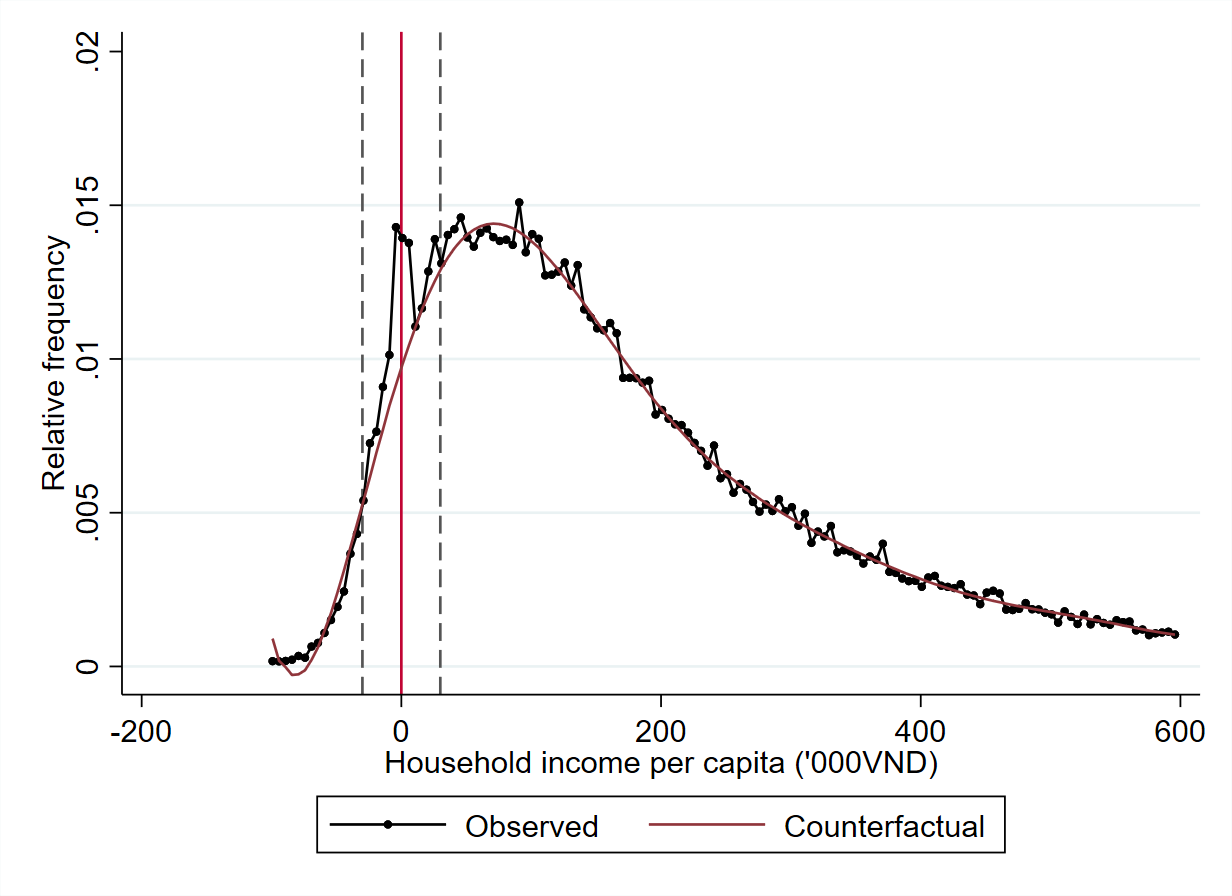 .02
.015
.01
.005
0
Relative frequency
-200
0
200
400
600
Household income per capita ('000VND)
Observed
Counterfactual